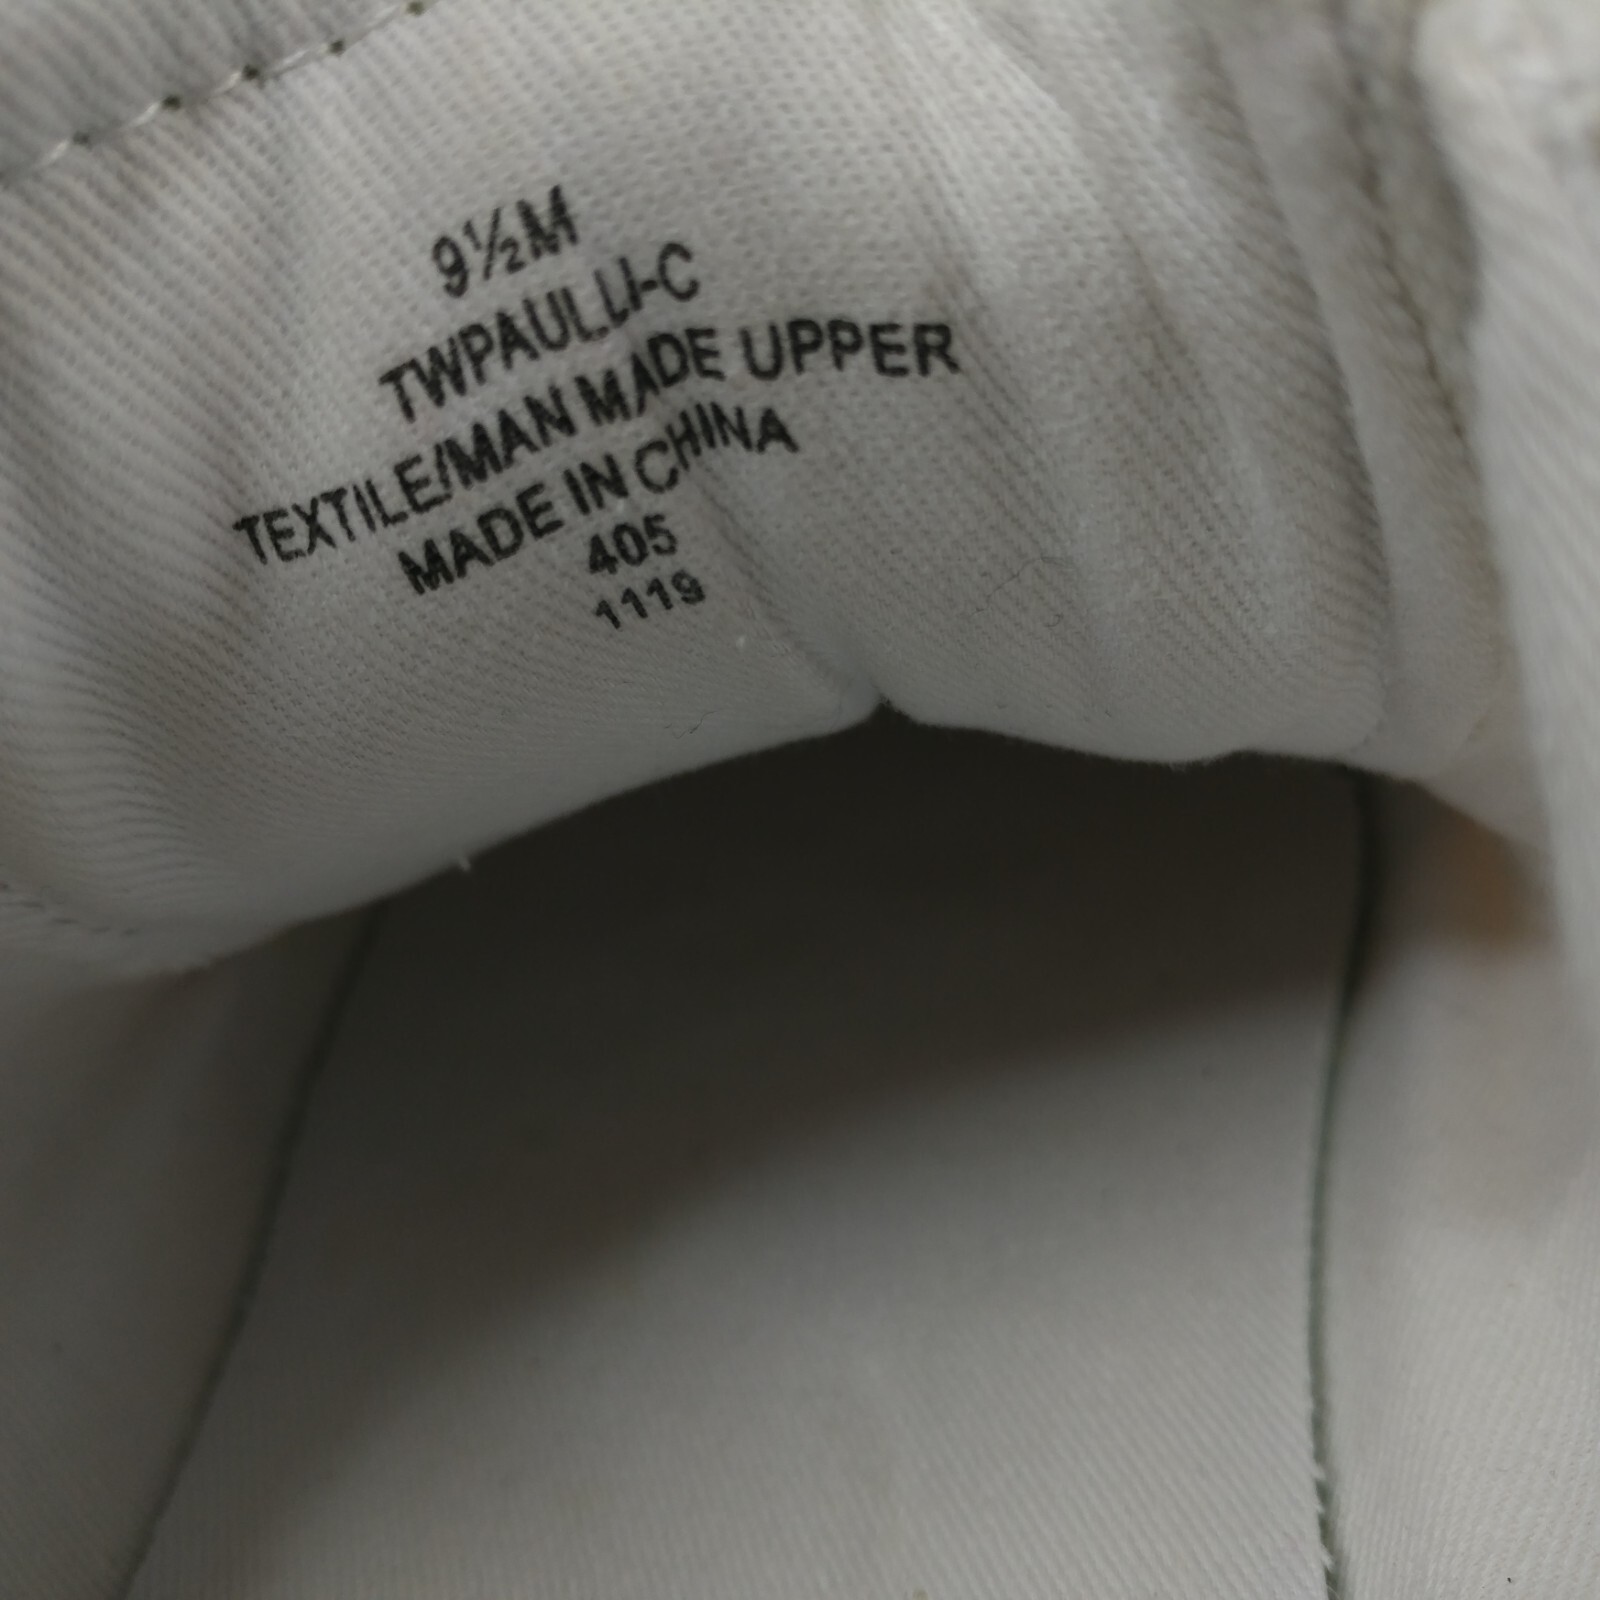 9½M
TWPAULLI-C
TEXTILE/MAN MADE UPPER
MADE IN CHINA
405
1119